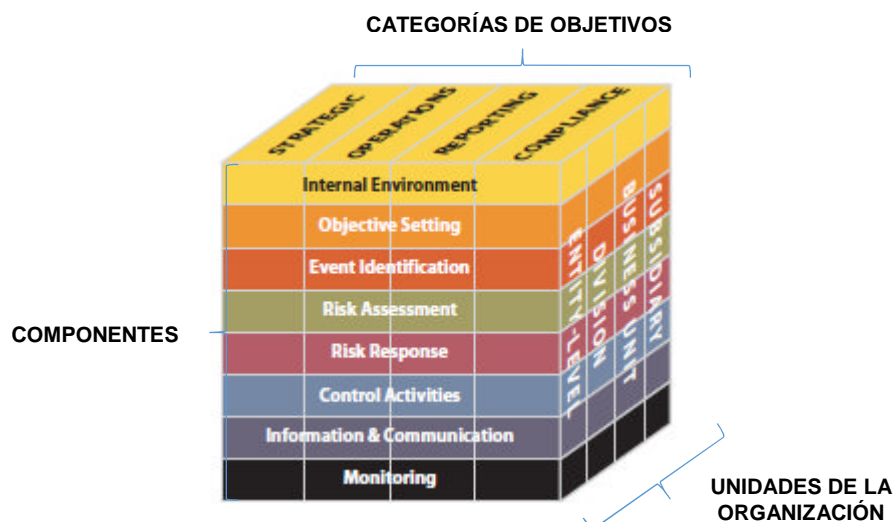 CATEGORÍAS DE OBJETIVOS
STRATEGIC
OPERATIONS
REPORTING
COMPLIANCE
Internal Environment
Objective Setting
Event Identification
Risk Assessment
Risk Response
Control Activities
Information & Communication
Monitoring
ENTITY-LEVEL
DIVISION
BUSINESS UNIT
SUBSIDIARY
COMPONENTES
UNIDADES DE LA
ORGANIZACIÓN